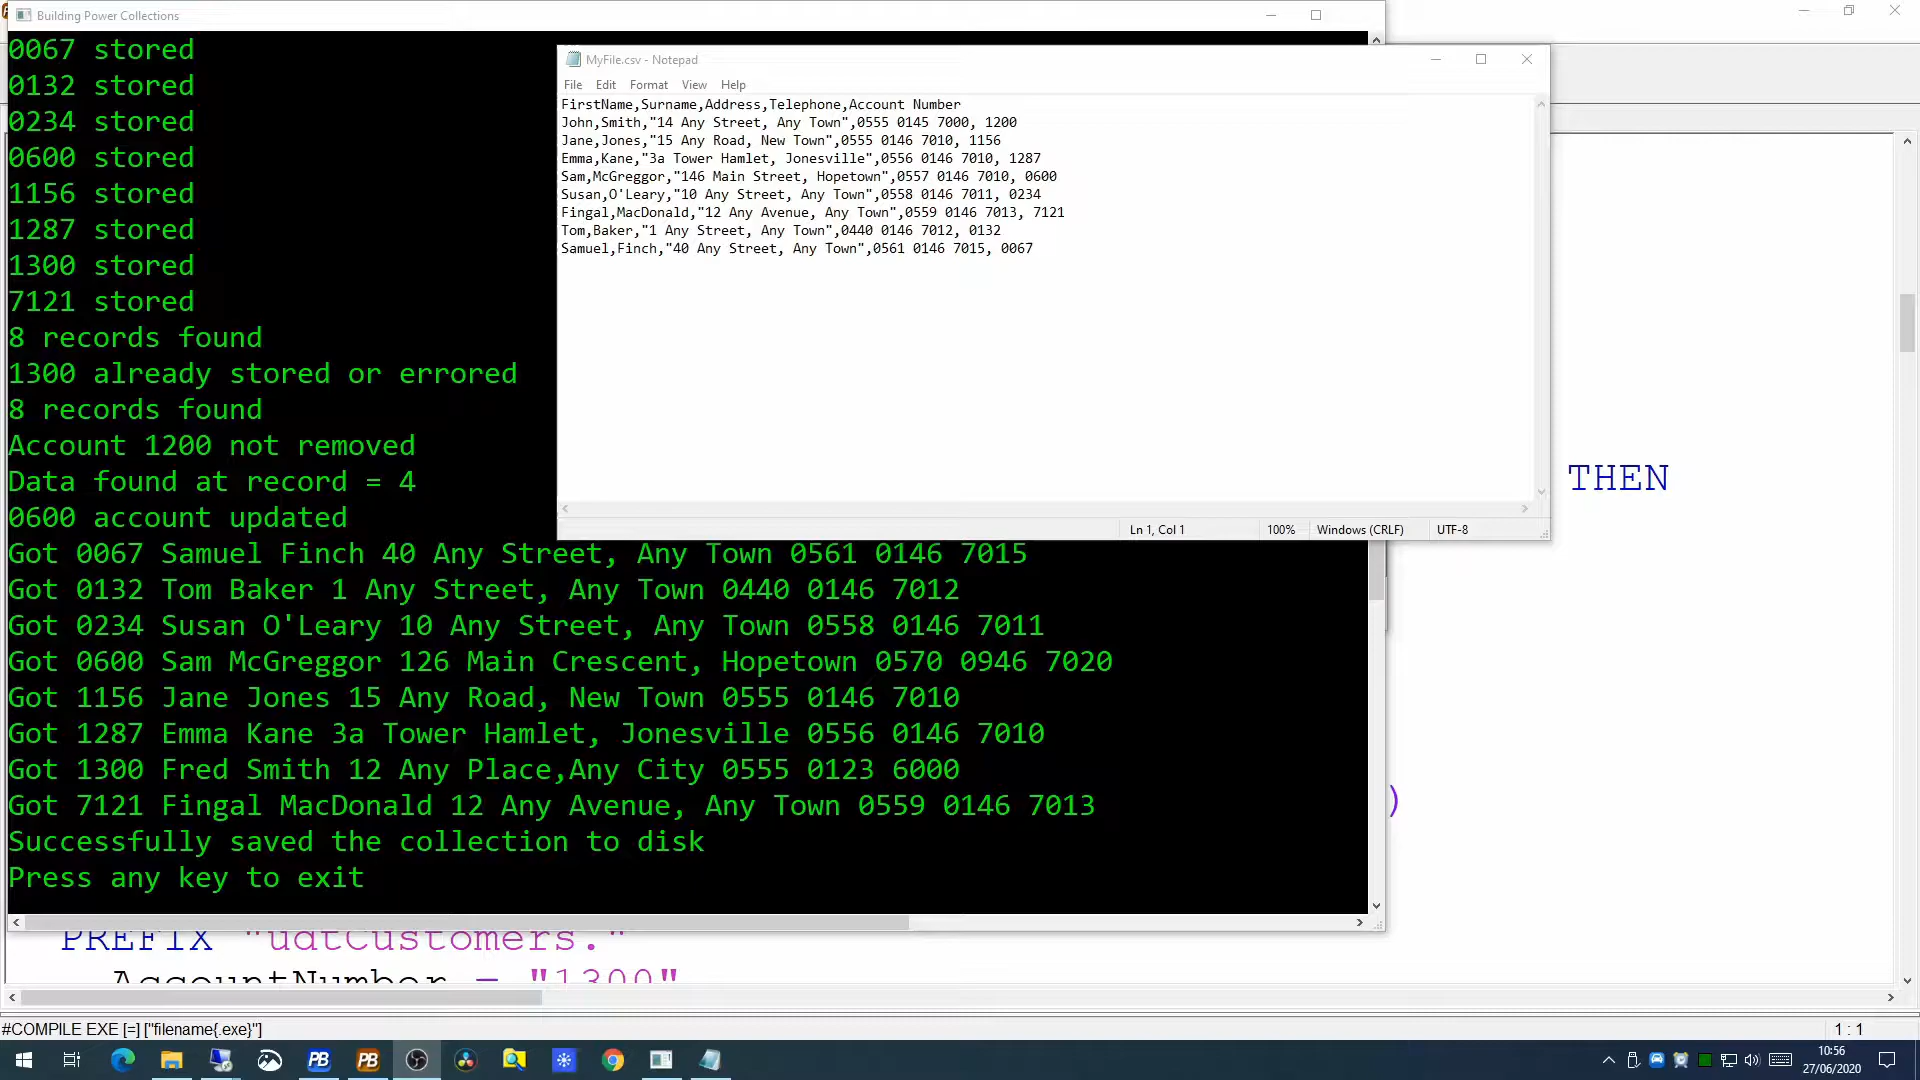 Building Power Collections
0067 stored
0132 stored
0234 stored
0600 stored
1156 stored
1287 stored
1300 stored
7121 stored
8 records found
1300 already stored or errored
8 records found
Account 1200 not removed
Data found at record = 4
0600 account updated
Got 0067 Samuel Finch 40 Any Street, Any Town 0561 0146 7015
Got 0132 Tom Baker 1 Any Street, Any Town 0440 0146 7012
Got 0234 Susan O'Leary 10 Any Street, Any Town 0558 0146 7011
Got 0600 Sam McGreggor 126 Main Crescent, Hopetown 0570 0946 7020
Got 1156 Jane Jones 15 Any Road, New Town 0555 0146 7010
Got 1287 Emma Kane 3a Tower Hamlet, Jonesville 0556 0146 7010
Got 1300 Fred Smith 12 Any Place,Any City 0555 0123 6000
Got 7121 Fingal MacDonald 12 Any Avenue, Any Town 0559 0146 7013
Successfully saved the collection to disk
Press any key to exit
MyFile.csv - Notepad
File Edit Format View Help
FirstName,Surname,Address,Telephone,Account Number
John,Smith,"14 Any Street, Any Town",0555 0145 7000, 1200
Jane,Jones,"15 Any Road, New Town",0555 0146 7010, 1156
Emma,Kane,"3a Tower Hamlet, Jonesville",0556 0146 7010, 1287
Sam,McGreggor,"146 Main Street, Hopetown",0557 0146 7010, 0600
Susan,O'Leary,"10 Any Street, Any Town",0558 0146 7011, 0234
Fingal,MacDonald,"12 Any Avenue, Any Town",0559 0146 7013, 7121
Tom,Baker,"1 Any Street, Any Town",0440 0146 7012, 0132
Samuel,Finch,"40 Any Street, Any Town",0561 0146 7015, 0067
Ln 1, Col 1 100% Windows (CRLF) UTF-8
THEN
)
PREFIX "udtCustomers."
AccountNumber = "1300"
#COMPILE EXE [=] ["filename{.exe}"]
1 : 1
PB PB
10:56
27/06/2020